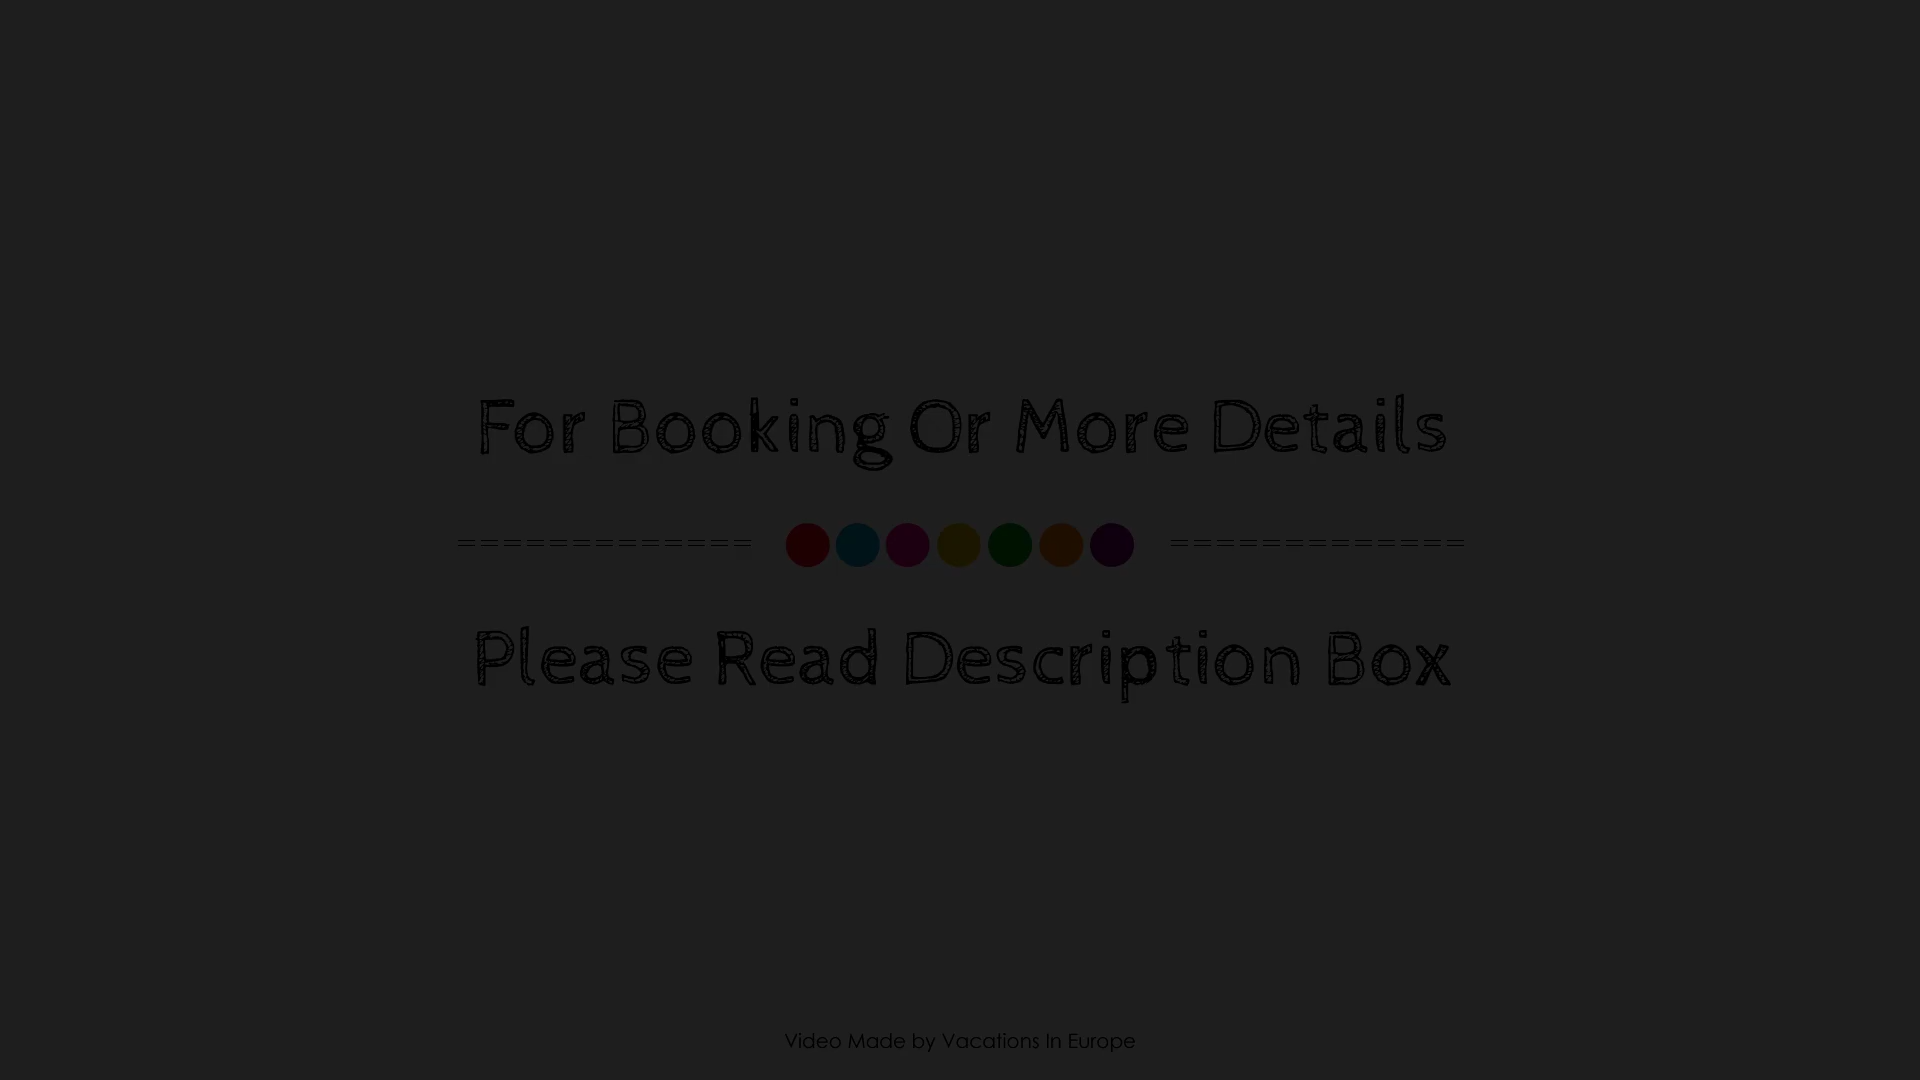 For Booking Or More Details
============= =============
Please Read Description Box
Video Made by Vacations In Europe